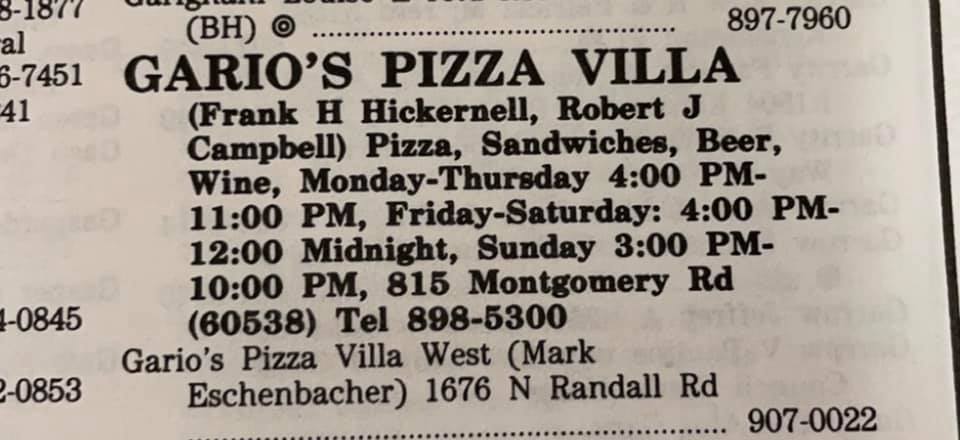 8-1877
(BH) ◎ ........................................ 897-7960
al
6-7451
GARIO'S PIZZA VILLA
41
(Frank H Hickernell, Robert J
Campbell) Pizza, Sandwiches, Beer,
Wine, Monday-Thursday 4:00 PM-
11:00 PM, Friday-Saturday: 4:00 PM-
12:00 Midnight, Sunday 3:00 PM-
10:00 PM, 815 Montgomery Rd
4-0845
(60538) Tel 898-5300
Gario's Pizza Villa West (Mark
2-0853
Eschenbacher) 1676 N Randall Rd
........................................ 907-0022